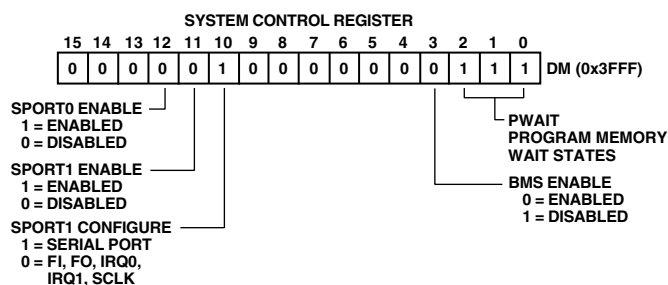 SYSTEM CONTROL REGISTER
15 14 13 12 11 10 9 8 7 6 5 4 3 2 1 0
0 0 0 0 0 1 0 0 0 0 0 0 0 1 1 1 DM (0x3FFF)
SPORT0 ENABLE
1 = ENABLED
0 = DISABLED
SPORT1 ENABLE
1 = ENABLED
0 = DISABLED
SPORT1 CONFIGURE
1 = SERIAL PORT
0 = FI, FO, IRQ0,
IRQ1, SCLK
PWAIT
PROGRAM MEMORY
WAIT STATES
BMS ENABLE
0 = ENABLED
1 = DISABLED